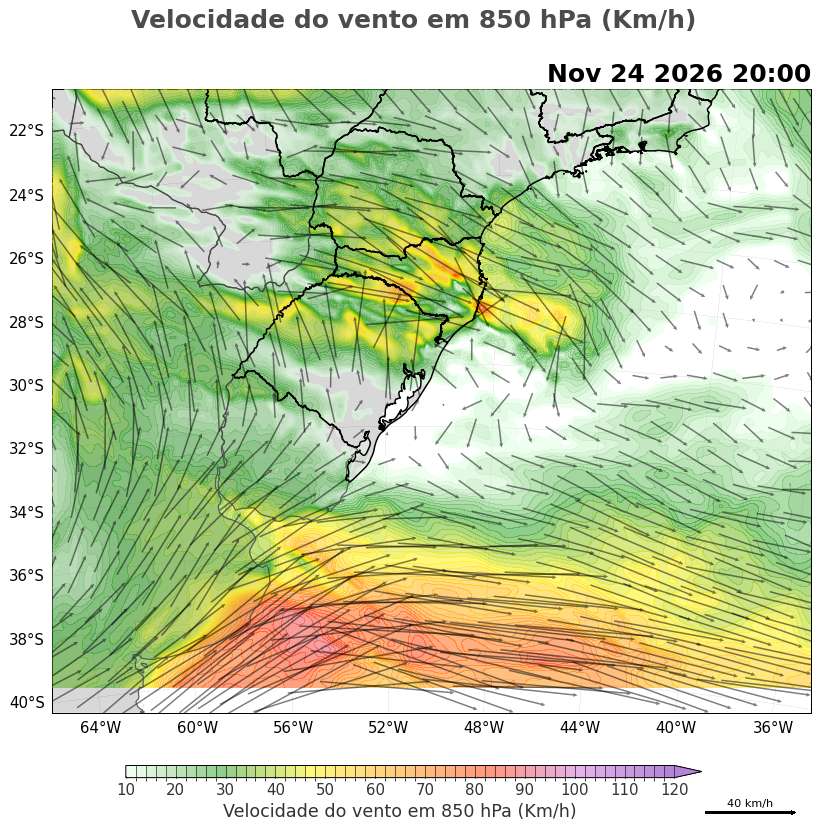 Velocidade do vento em 850 hPa (Km/h)
Nov 24 2026 20:00
22°S
24°S
26°S
28°S
30°S
32°S
34°S
36°S
38°S
40°S
64°W 60°W 56°W 52°W 48°W 44°W 40°W 36°W
10 20 30 40 50 60 70 80 90 100 110 120
Velocidade do vento em 850 hPa (Km/h)
40 km/h